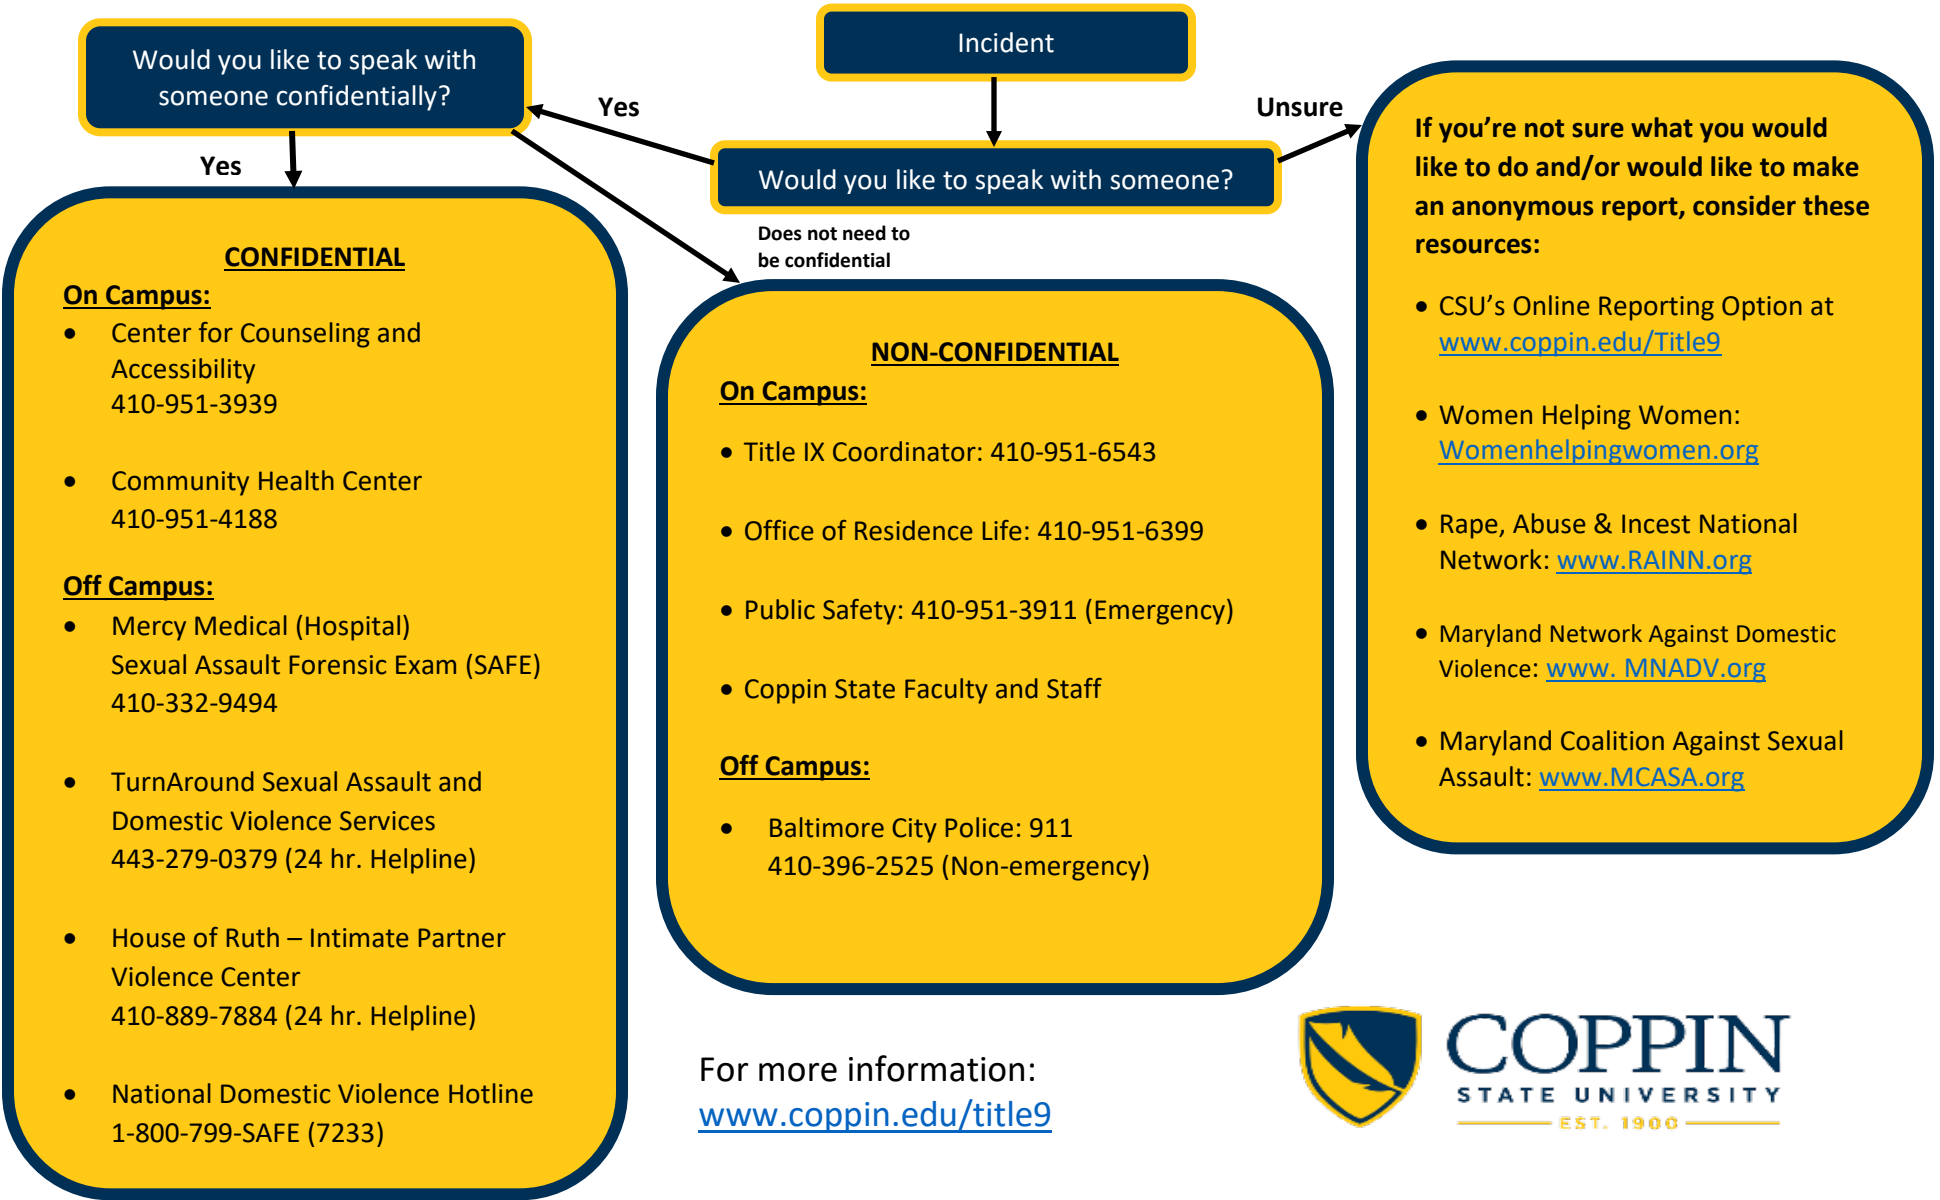 Incident
Would you like to speak with someone?
Yes
Unsure
Would you like to speak with
someone confidentially?
Yes
Does not need to
be confidential
CONFIDENTIAL
On Campus:
• Center for Counseling and
Accessibility
410-951-3939
• Community Health Center
410-951-4188
Off Campus:
• Mercy Medical (Hospital)
Sexual Assault Forensic Exam (SAFE)
410-332-9494
• TurnAround Sexual Assault and
Domestic Violence Services
443-279-0379 (24 hr. Helpline)
• House of Ruth – Intimate Partner
Violence Center
410-889-7884 (24 hr. Helpline)
• National Domestic Violence Hotline
1-800-799-SAFE (7233)
NON-CONFIDENTIAL
On Campus:
• Title IX Coordinator: 410-951-6543
• Office of Residence Life: 410-951-6399
• Public Safety: 410-951-3911 (Emergency)
• Coppin State Faculty and Staff
Off Campus:
• Baltimore City Police: 911
410-396-2525 (Non-emergency)
If you’re not sure what you would
like to do and/or would like to make
an anonymous report, consider these
resources:
• CSU’s Online Reporting Option at
www.coppin.edu/Title9
• Women Helping Women:
Womenhelpingwomen.org
• Rape, Abuse & Incest National
Network: www.RAINN.org
• Maryland Network Against Domestic
Violence: www. MNADV.org
• Maryland Coalition Against Sexual
Assault: www.MCASA.org
For more information:
www.coppin.edu/title9
COPPIN
STATE UNIVERSITY
EST. 1900